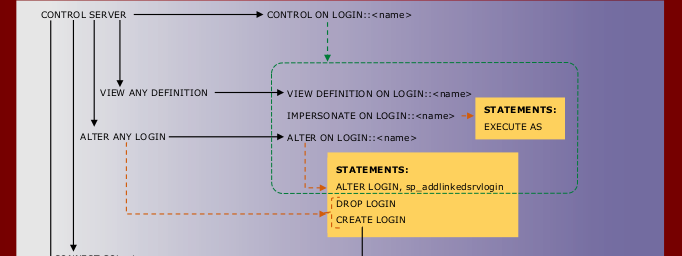 CONTROL SERVER
CONTROL ON LOGIN::<name>
VIEW ANY DEFINITION
VIEW DEFINITION ON LOGIN::<name>
IMPERSONATE ON LOGIN::<name>
STATEMENTS:
EXECUTE AS
ALTER ANY LOGIN
ALTER ON LOGIN::<name>
STATEMENTS:
ALTER LOGIN, sp_addlinkedsrvlogin
DROP LOGIN
CREATE LOGIN